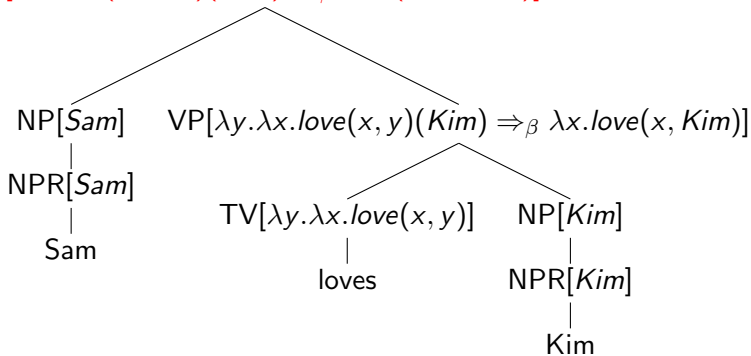 NP[Sam] VP[λy.λx.love(x, y)(Kim) ⇒β λx.love(x, Kim)]
NPR[Sam]
TV[λy.λx.love(x, y)] NP[Kim]
Sam
loves NPR[Kim]
Kim